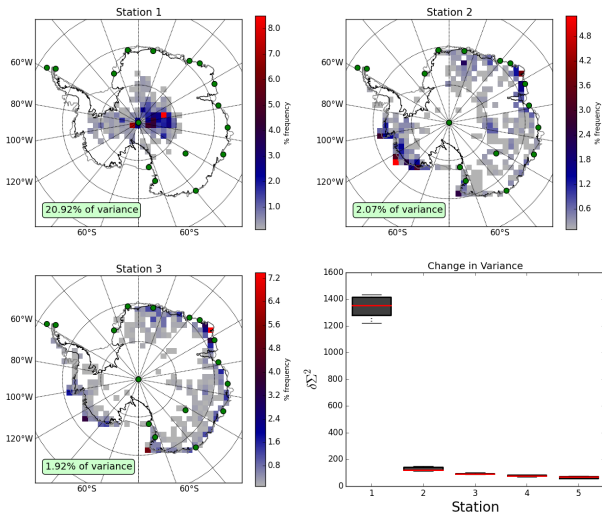 Station 1
60°W
80°W
100°W
120°W
60°S
60°S
20.92% of variance
8.0
7.0
6.0
5.0
4.0
3.0
2.0
1.0
% frequency
Station 2
60°W
80°W
100°W
120°W
60°S
60°S
2.07% of variance
4.8
4.2
3.6
3.0
2.4
1.8
1.2
0.6
% frequency
Station 3
60°W
80°W
100°W
120°W
60°S
60°S
1.92% of variance
7.2
6.4
5.6
4.8
4.0
3.2
2.4
1.6
0.8
% frequency
Change in Variance
1600
1400
1200
1000
800
600
400
200
0
δΣ²
1 2 3 4 5
Station